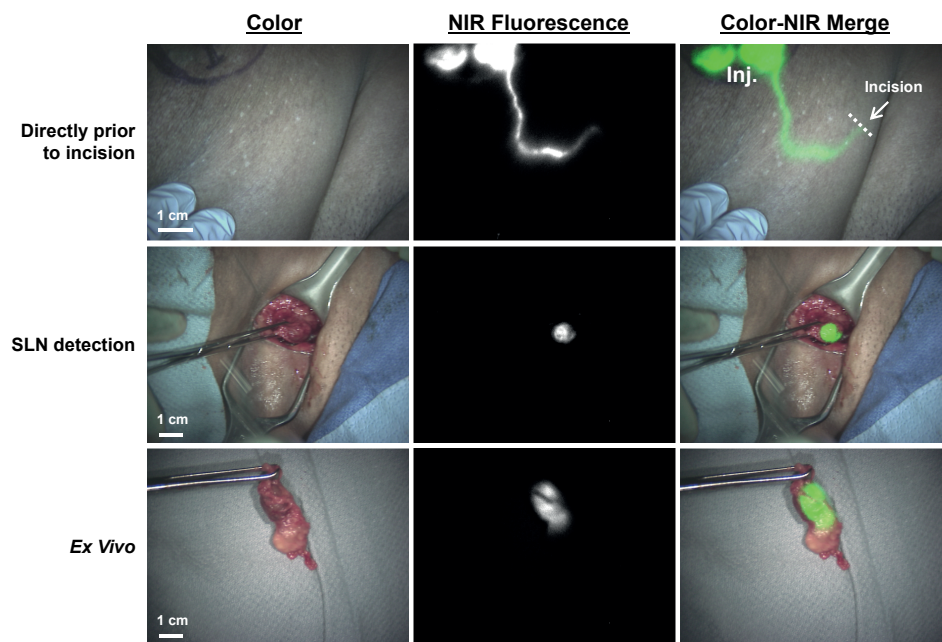 Color NIR Fluorescence Color-NIR Merge
Directly prior
to incision
1 cm
Inj.
Incision
SLN detection
1 cm
Ex Vivo
1 cm